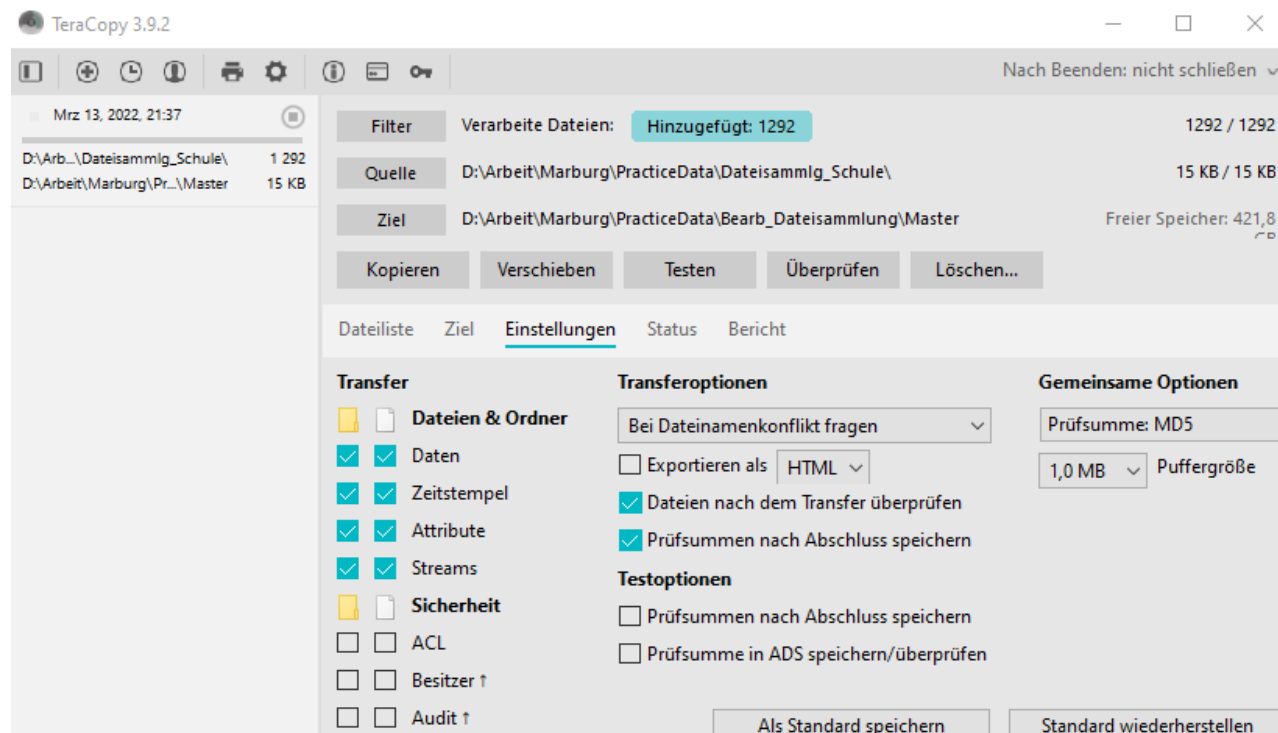 TeraCopy 3.9.2
Nach Beenden: nicht schließen
Mrz 13, 2022, 21:37
D:\Arb...\Dateisammlg_Schule\ 1 292
D:\Arbeit\Marburg\Pr...\Master 15 KB
Filter Verarbeite Dateien: Hinzugefügt: 1292 1292 / 1292
Quelle D:\Arbeit\Marburg\PracticeData\Dateisammlg_Schule\ 15 KB / 15 KB
Ziel D:\Arbeit\Marburg\PracticeData\Bearb_Dateisammlung\Master Freier Speicher: 421,8
GB
Kopieren Verschieben Testen Überprüfen Löschen...
Dateiliste Ziel Einstellungen Status Bericht
Transfer
Dateien & Ordner
Daten
Zeitstempel
Attribute
Streams
Sicherheit
ACL
Besitzer ↑
Audit ↑
Transferoptionen
Bei Dateinamenkonflikt fragen
Exportieren als HTML
Dateien nach dem Transfer überprüfen
Prüfsummen nach Abschluss speichern
Testoptionen
Prüfsummen nach Abschluss speichern
Prüfsumme in ADS speichern/überprüfen
Gemeinsame Optionen
Prüfsumme: MD5
1,0 MB Puffergröße
Als Standard speichern Standard wiederherstellen